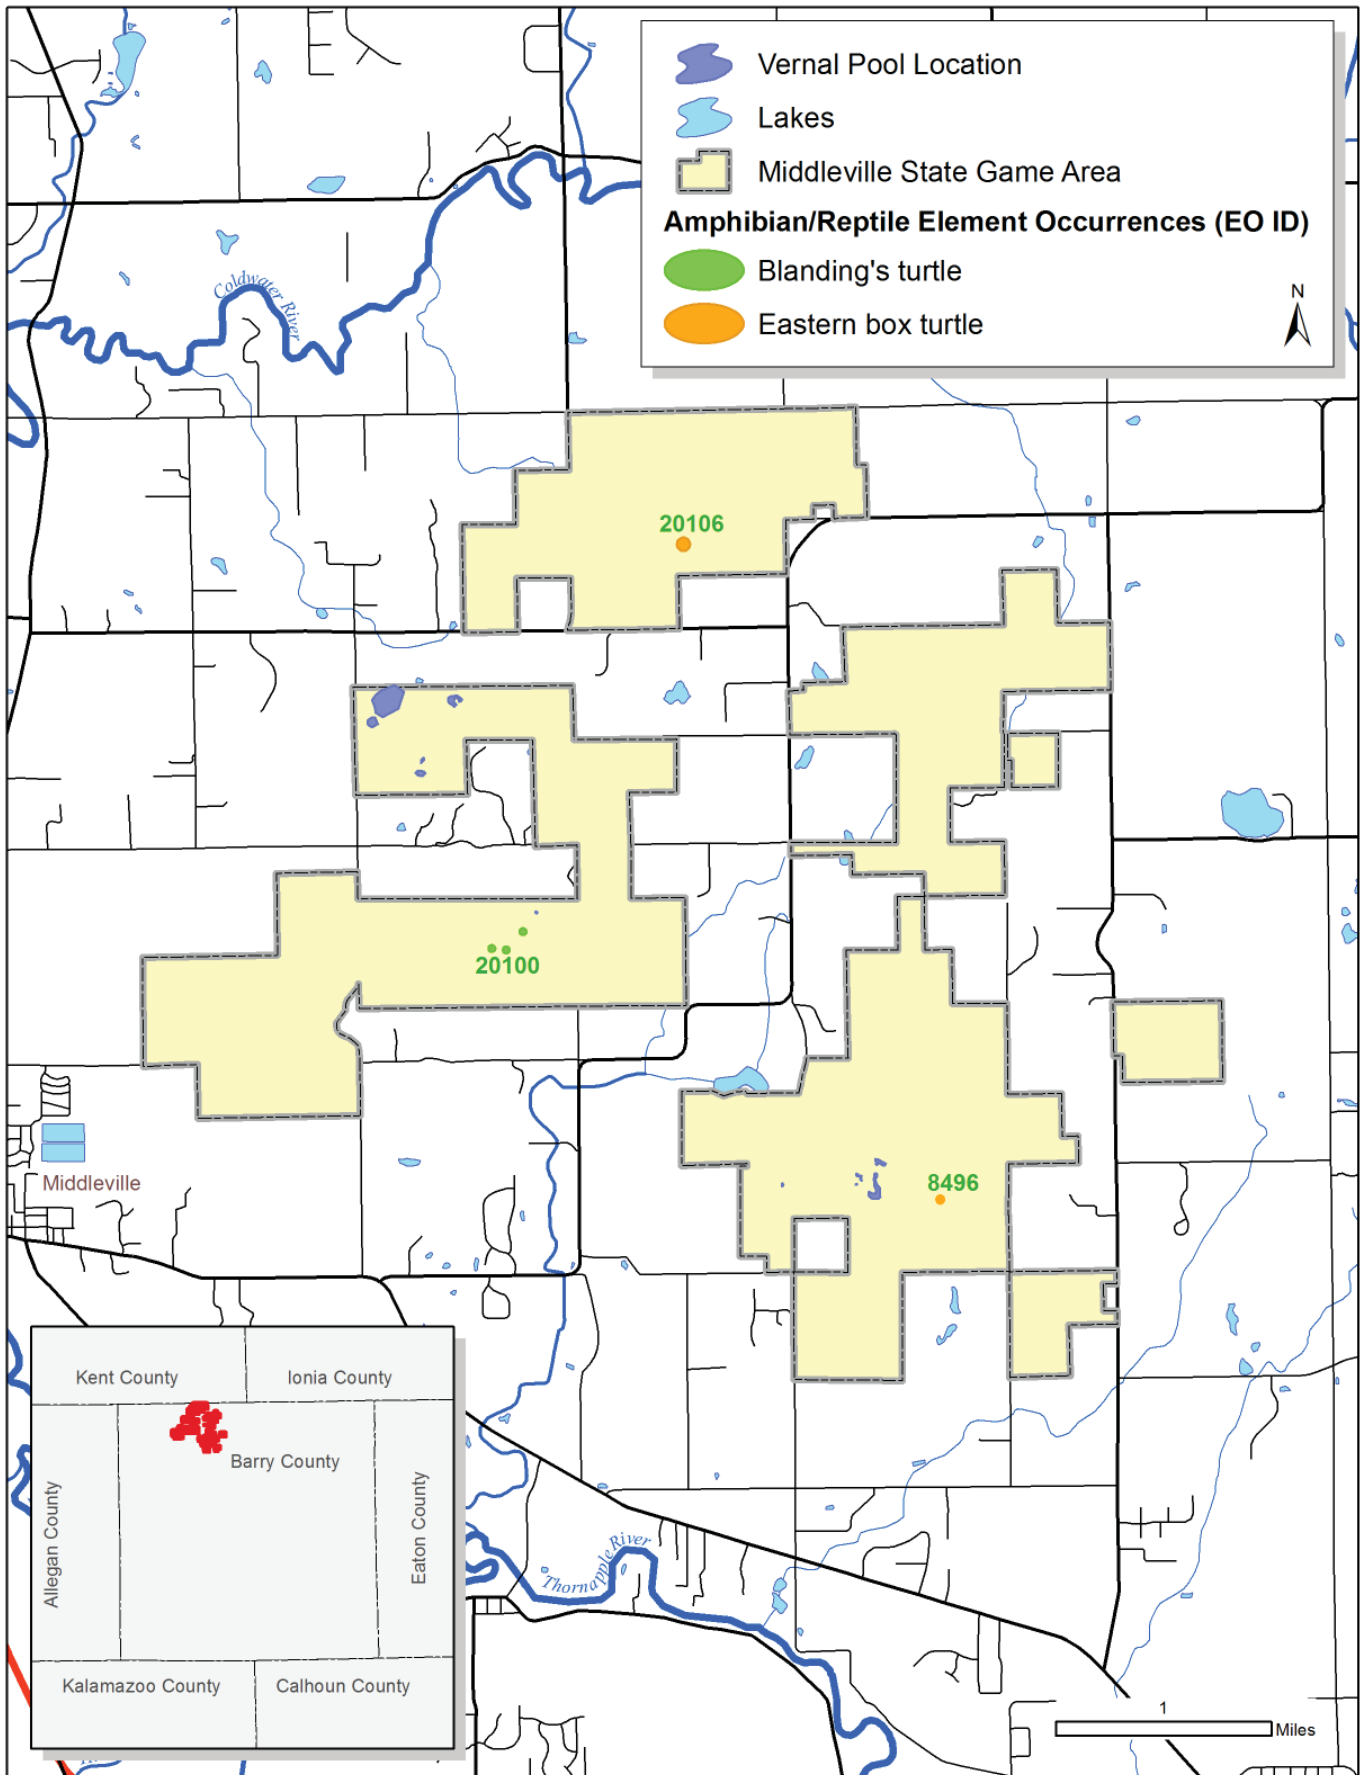 Vernal Pool Location
Lakes
Middleville State Game Area
Amphibian/Reptile Element Occurrences (EO ID)
Blanding's turtle
Eastern box turtle
N
Coldwater River
20106
20100
8496
Middleville
Kent County
Ionia County
Barry County
Allegan County
Eaton County
Kalamazoo County
Calhoun County
Thornapple River
1
Miles